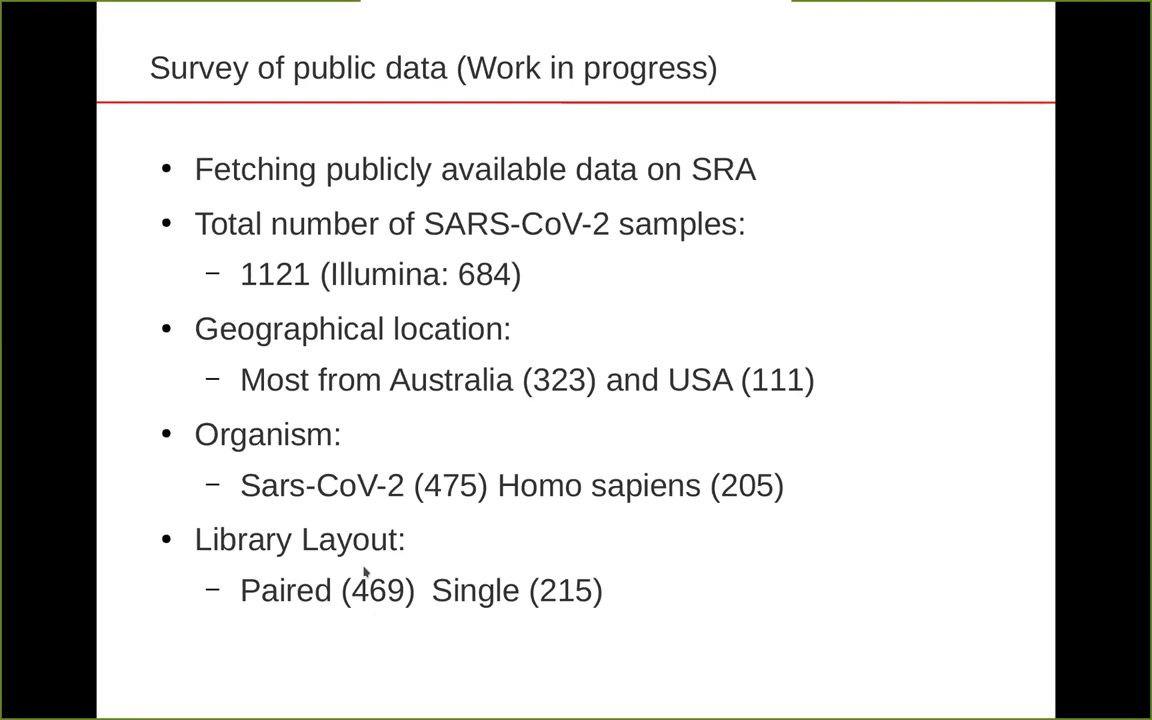 Survey of public data (Work in progress)
• Fetching publicly available data on SRA
• Total number of SARS-CoV-2 samples:
– 1121 (Illumina: 684)
• Geographical location:
– Most from Australia (323) and USA (111)
• Organism:
– Sars-CoV-2 (475) Homo sapiens (205)
• Library Layout:
– Paired (469)  Single (215)